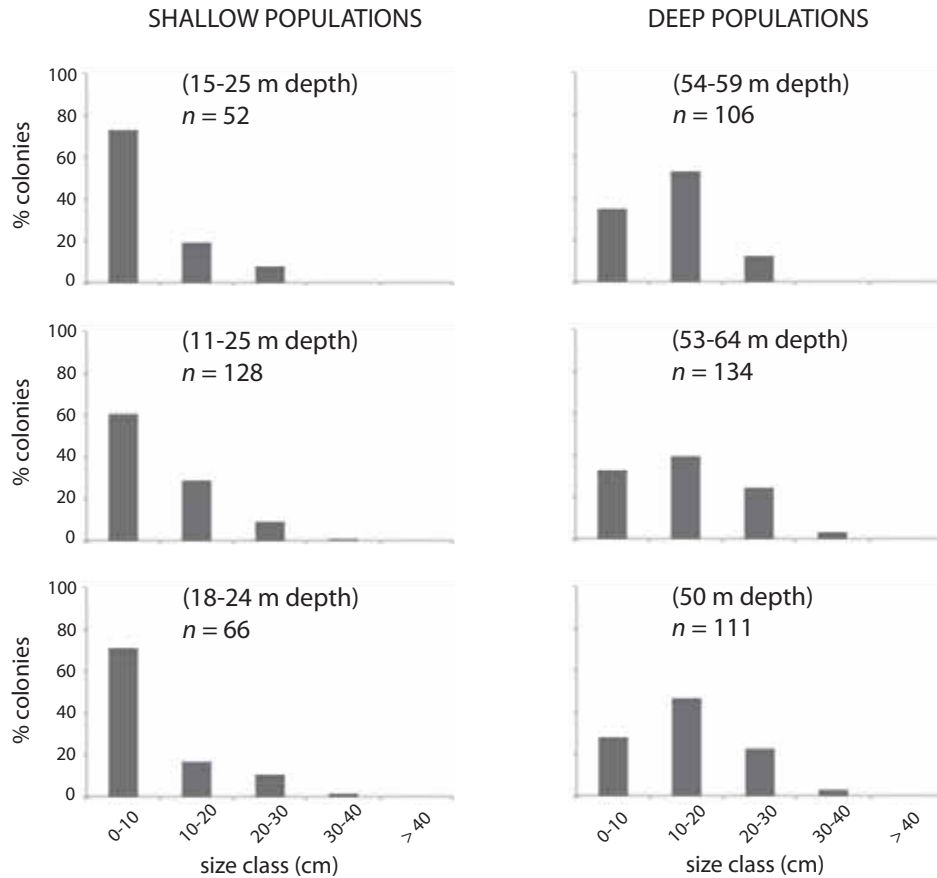 SHALLOW POPULATIONS
DEEP POPULATIONS
% colonies
100
80
60
40
20
0
(15-25 m depth)
n = 52
(54-59 m depth)
n = 106
% colonies
100
80
60
40
20
0
(11-25 m depth)
n = 128
(53-64 m depth)
n = 134
% colonies
100
80
60
40
20
0
(18-24 m depth)
n = 66
(50 m depth)
n = 111
0-10
10-20
20-30
30-40
> 40
size class (cm)
0-10
10-20
20-30
30-40
> 40
size class (cm)